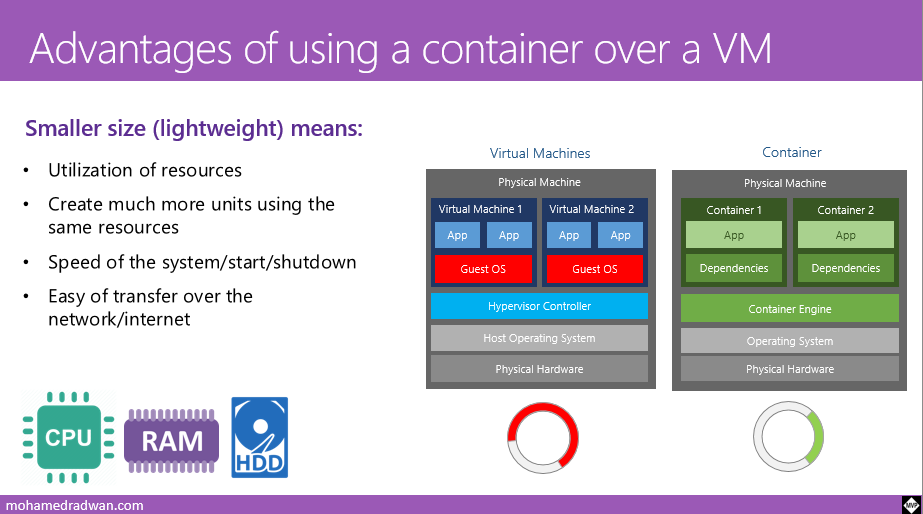 Advantages of using a container over a VM
Smaller size (lightweight) means:
• Utilization of resources
• Create much more units using the
same resources
• Speed of the system/start/shutdown
• Easy of transfer over the
network/internet
Virtual Machines
Physical Machine
Virtual Machine 1
Virtual Machine 2
App
App
App
App
Guest OS
Guest OS
Hypervisor Controller
Host Operating System
Physical Hardware
Container
Physical Machine
Container 1
Container 2
App
App
Dependencies
Dependencies
Container Engine
Operating System
Physical Hardware
CPU
RAM
HDD
mohamedradwan.com
MVP